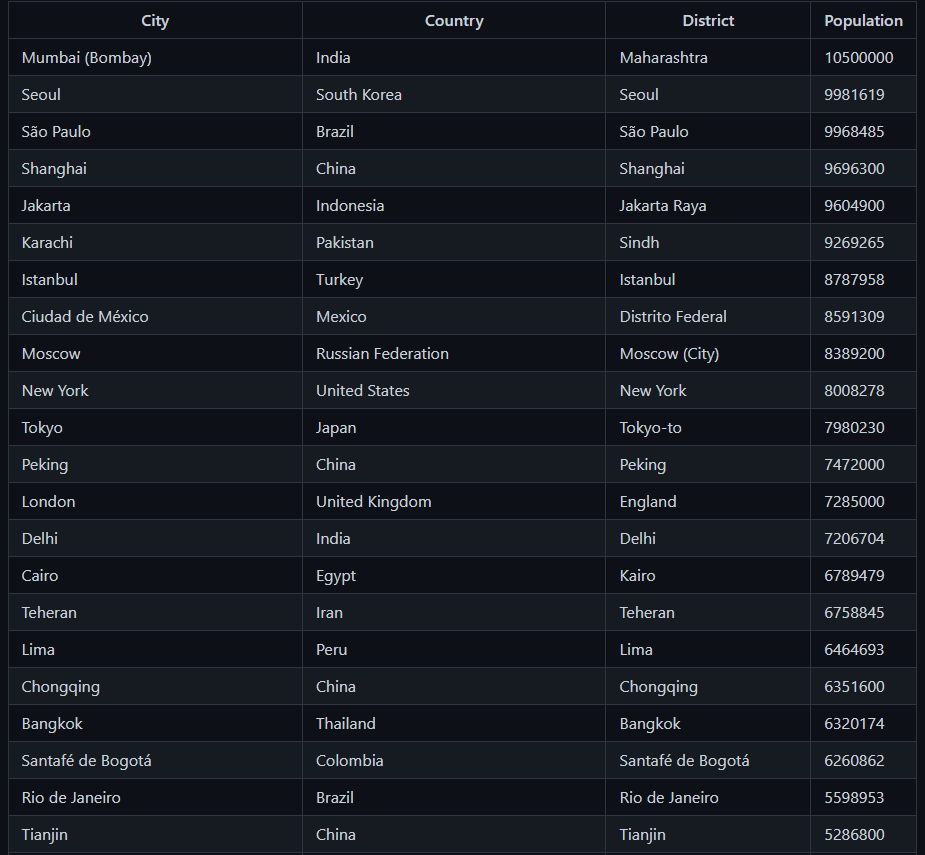 City Country District Population
Mumbai (Bombay) India Maharashtra 10500000
Seoul South Korea Seoul 9981619
São Paulo Brazil São Paulo 9968485
Shanghai China Shanghai 9696300
Jakarta Indonesia Jakarta Raya 9604900
Karachi Pakistan Sindh 9269265
Istanbul Turkey Istanbul 8787958
Ciudad de México Mexico Distrito Federal 8591309
Moscow Russian Federation Moscow (City) 8389200
New York United States New York 8008278
Tokyo Japan Tokyo-to 7980230
Peking China Peking 7472000
London United Kingdom England 7285000
Delhi India Delhi 7206704
Cairo Egypt Kairo 6789479
Teheran Iran Teheran 6758845
Lima Peru Lima 6464693
Chongqing China Chongqing 6351600
Bangkok Thailand Bangkok 6320174
Santafé de Bogotá Colombia Santafé de Bogotá 6260862
Rio de Janeiro Brazil Rio de Janeiro 5598953
Tianjin China Tianjin 5286800